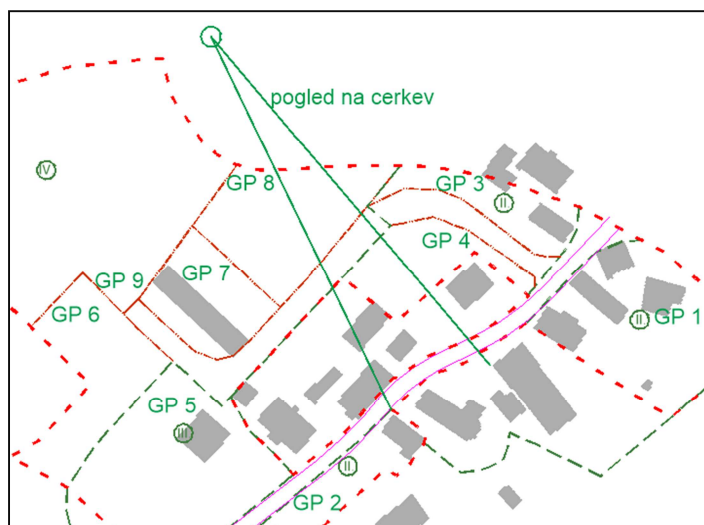 pogled na cerkev
IV
GP 8
GP 3
II
GP 4
GP 9
GP 7
GP 6
II
GP 1
GP 5
III
II
GP 2